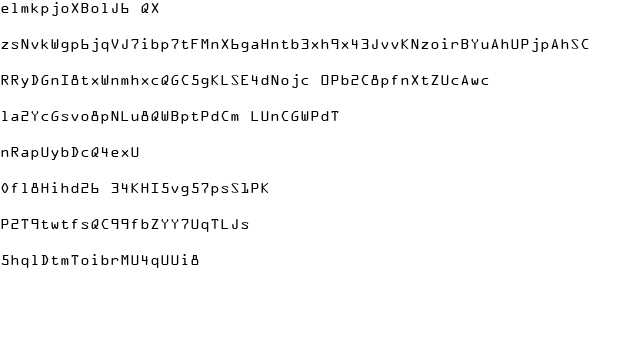 elmkpjoXBolJ6 QX
zsNvkWgp6jqVJ7ibp7tFMnX6gaHntb3xh9x43JvvKNzoirBYuAhUPjpAhSC
RRyDGnI8txWnmhxcQGC5gKLSE4dNojc OPb2C8pfnXtZUcAwc
la2YcGsvo8pNLu8QWBptPdCm LUnCGWPdT
nRapUybDcQ4exU
0fl8Hihd26 34KHI5vg57psS1PK
P2T9twtfsQC99fbZYY7UqTLJs
5hqlDtmToibrMU4qUUi8